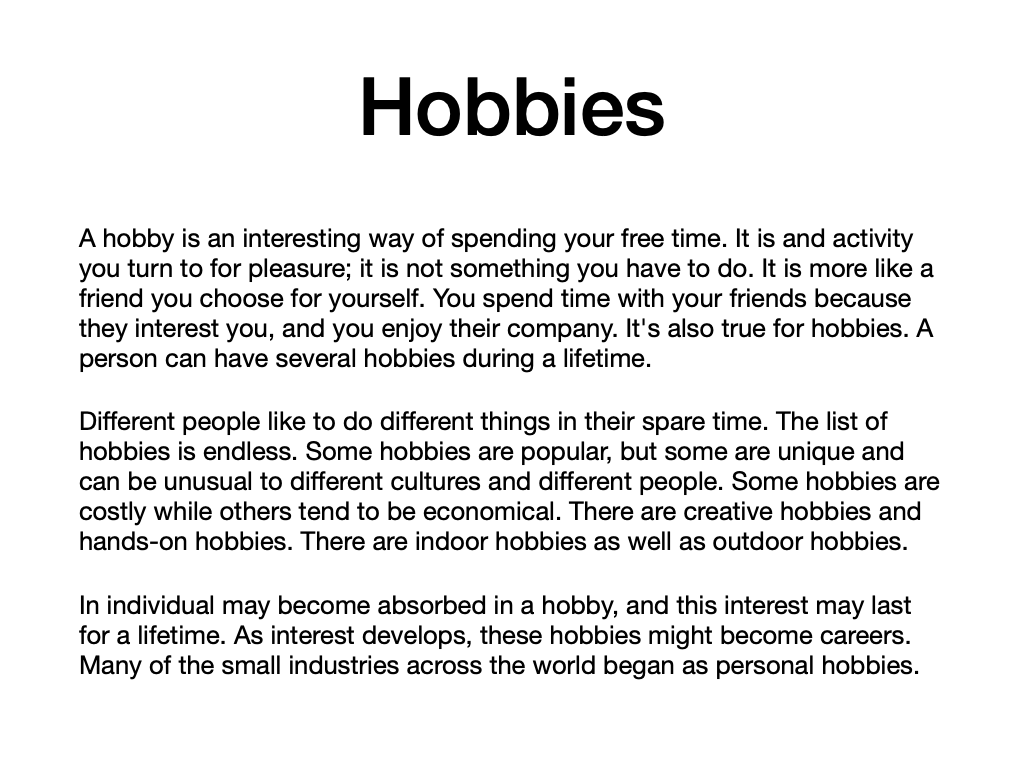 Hobbies
A hobby is an interesting way of spending your free time. It is and activity
you turn to for pleasure; it is not something you have to do. It is more like a
friend you choose for yourself. You spend time with your friends because
they interest you, and you enjoy their company. It's also true for hobbies. A
person can have several hobbies during a lifetime.
Different people like to do different things in their spare time. The list of
hobbies is endless. Some hobbies are popular, but some are unique and
can be unusual to different cultures and different people. Some hobbies are
costly while others tend to be economical. There are creative hobbies and
hands-on hobbies. There are indoor hobbies as well as outdoor hobbies.
In individual may become absorbed in a hobby, and this interest may last
for a lifetime. As interest develops, these hobbies might become careers.
Many of the small industries across the world began as personal hobbies.